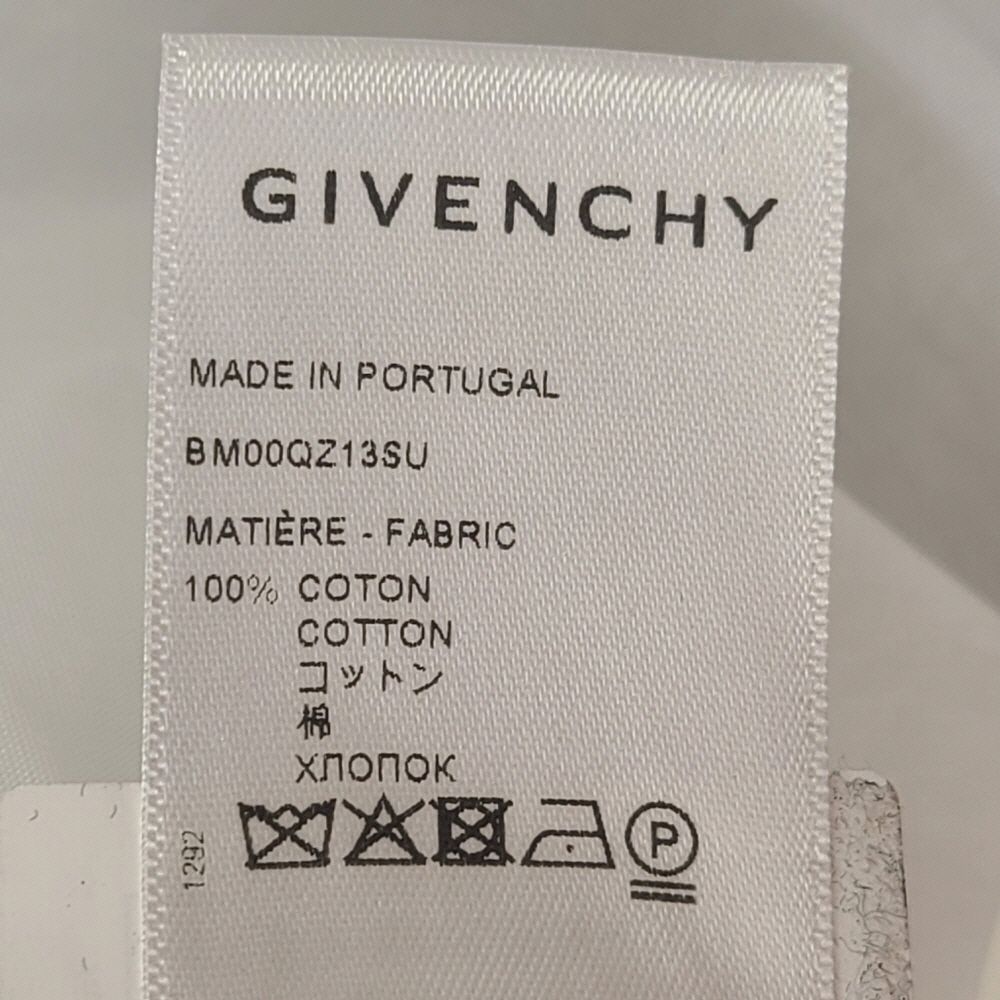 GIVENCHY
MADE IN PORTUGAL
BM00QZ13SU
MATIÈRE - FABRIC
100% COTON
COTTON
コットン
棉
ХЛОПОК
P
1292